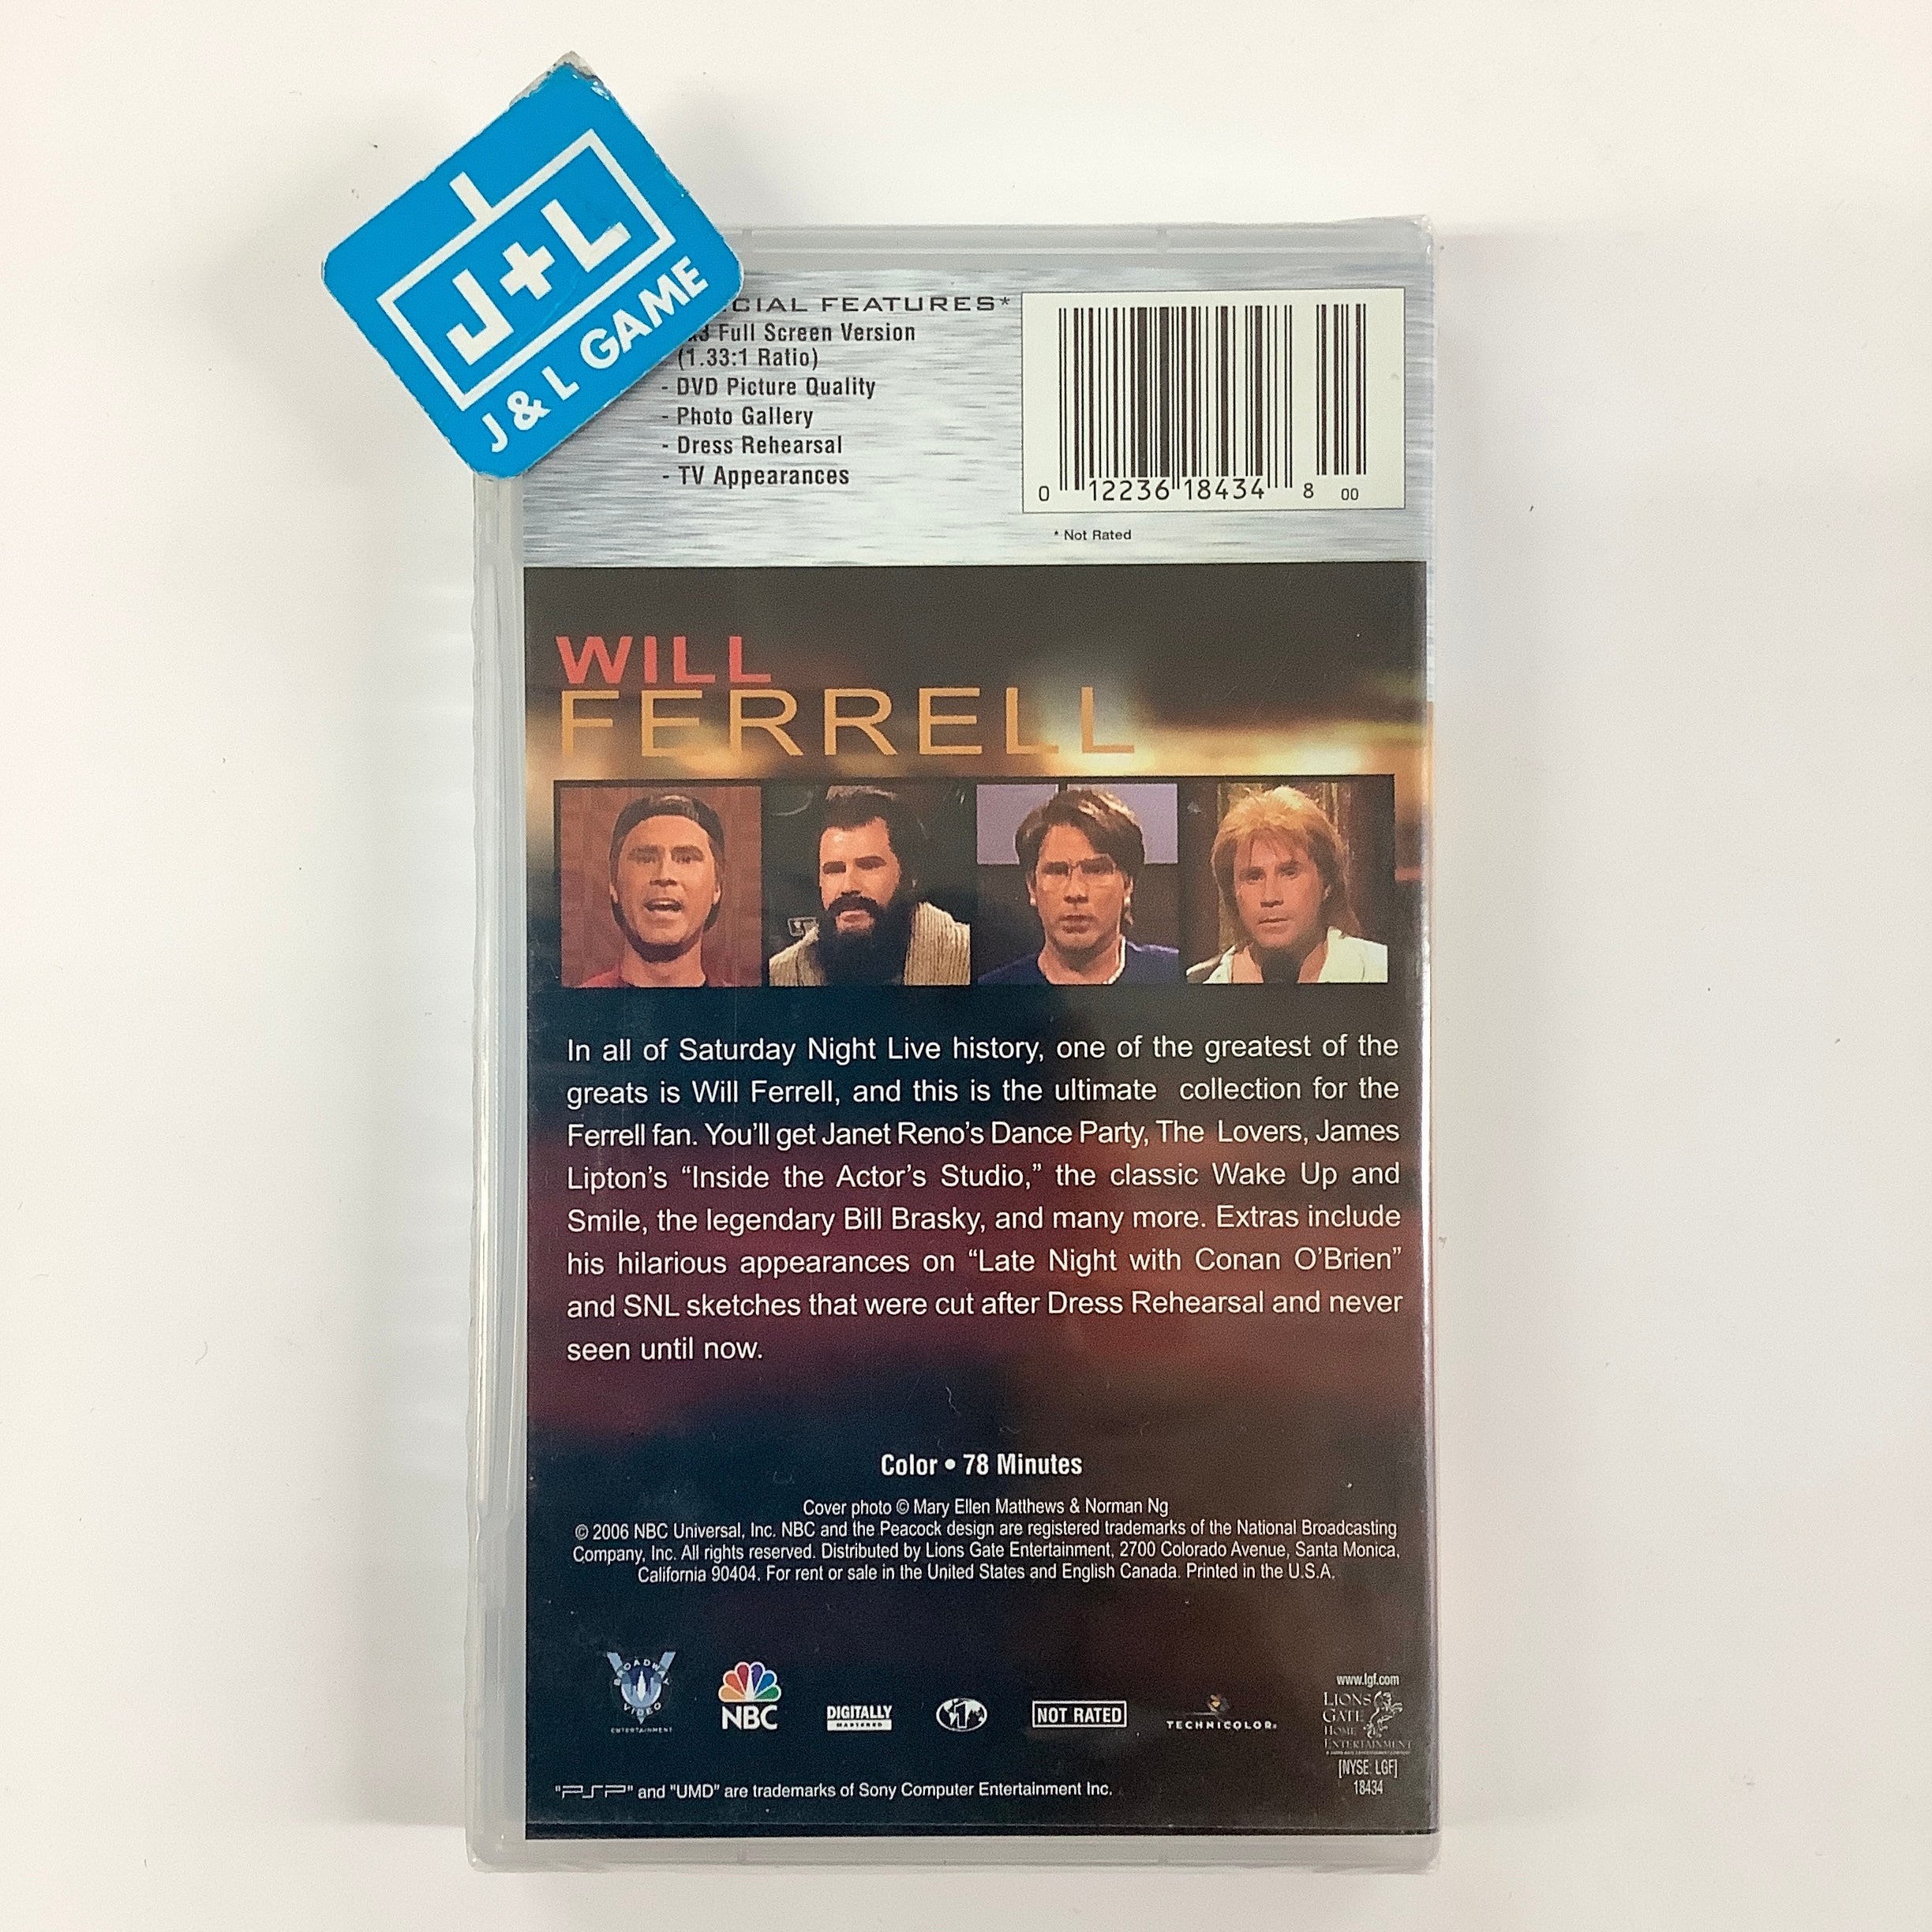 J+L
J & L GAME
CIAL FEATURES*
Full Screen Version
(1.33:1 Ratio)
- DVD Picture Quality
- Photo Gallery
- Dress Rehearsal
- TV Appearances
0 12236 18434 8 00
* Not Rated
WILL
FERRELL
In all of Saturday Night Live history, one of the greatest of the
greats is Will Ferrell, and this is the ultimate collection for the
Ferrell fan. You'll get Janet Reno's Dance Party, The Lovers, James
Lipton's "Inside the Actor's Studio," the classic Wake Up and
Smile, the legendary Bill Brasky, and many more. Extras include
his hilarious appearances on "Late Night with Conan O'Brien"
and SNL sketches that were cut after Dress Rehearsal and never
seen until now.
Color • 78 Minutes
Cover photo © Mary Ellen Matthews & Norman Ng
© 2006 NBC Universal, Inc. NBC and the Peacock design are registered trademarks of the National Broadcasting
Company, Inc. All rights reserved. Distributed by Lions Gate Entertainment, 2700 Colorado Avenue, Santa Monica,
California 90404. For rent or sale in the United States and English Canada. Printed in the U.S.A.
BROADWAY
VIDEO
ENTERTAINMENT
NBC
DIGITALLY
MASTERED
1
NOT RATED
TECHNICOLOR®
www.lgf.com
LIONS
GATE
HOME
ENTERTAINMENT
[NYSE: LGF]
18434
"PSP" and "UMD" are trademarks of Sony Computer Entertainment Inc.